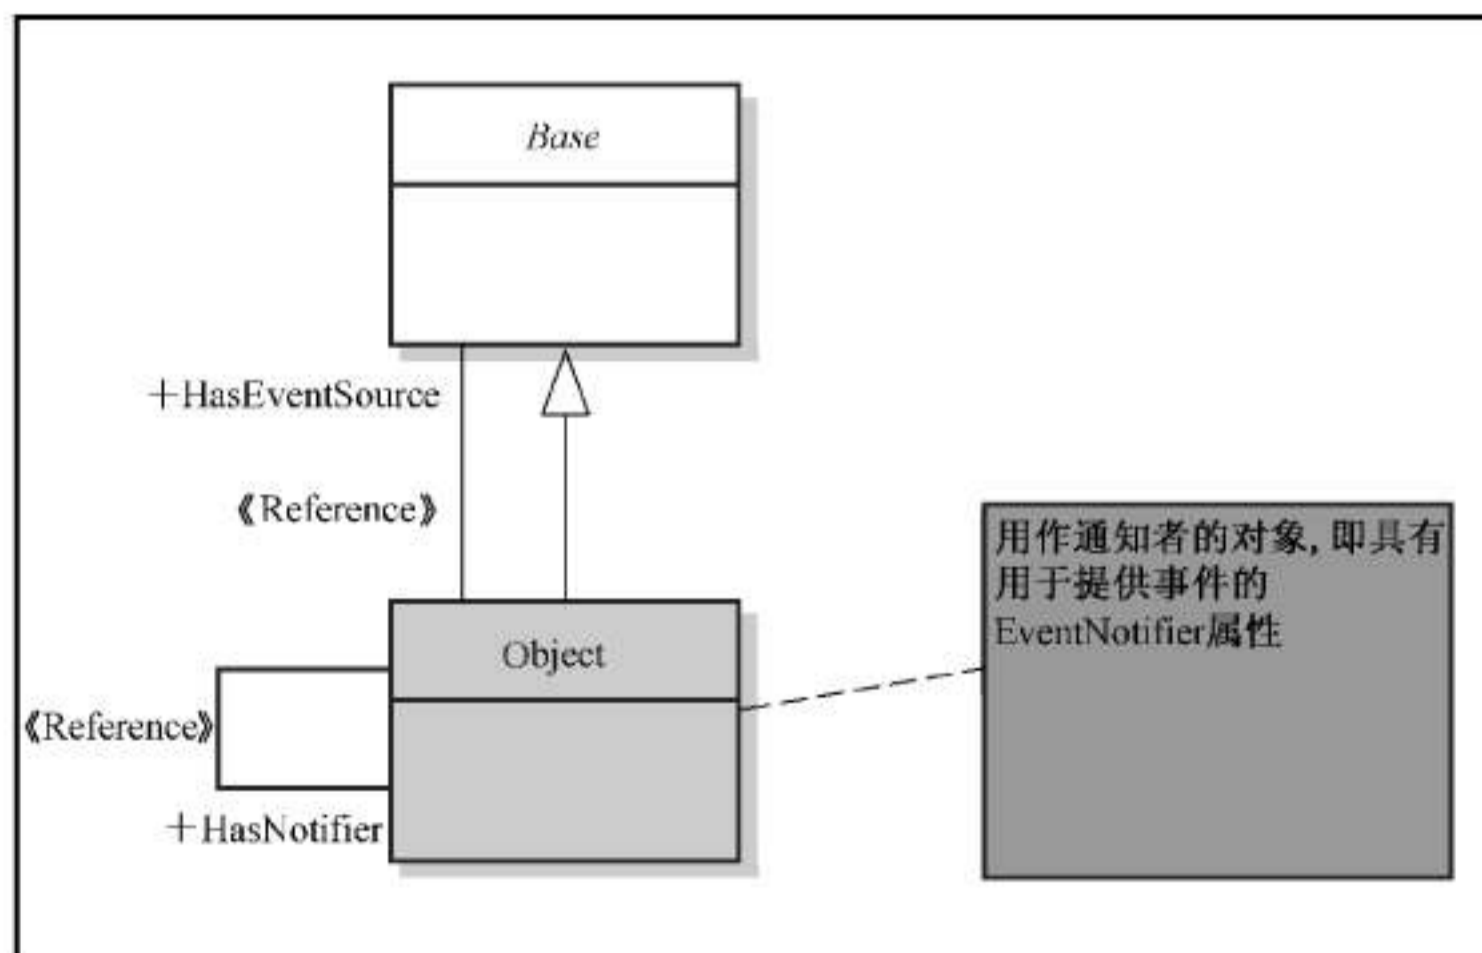 Base
＋HasEventSource
《Reference》
用作通知者的对象, 即具有
用于提供事件的
EventNotifier属性
Object
《Reference》
＋HasNotifier